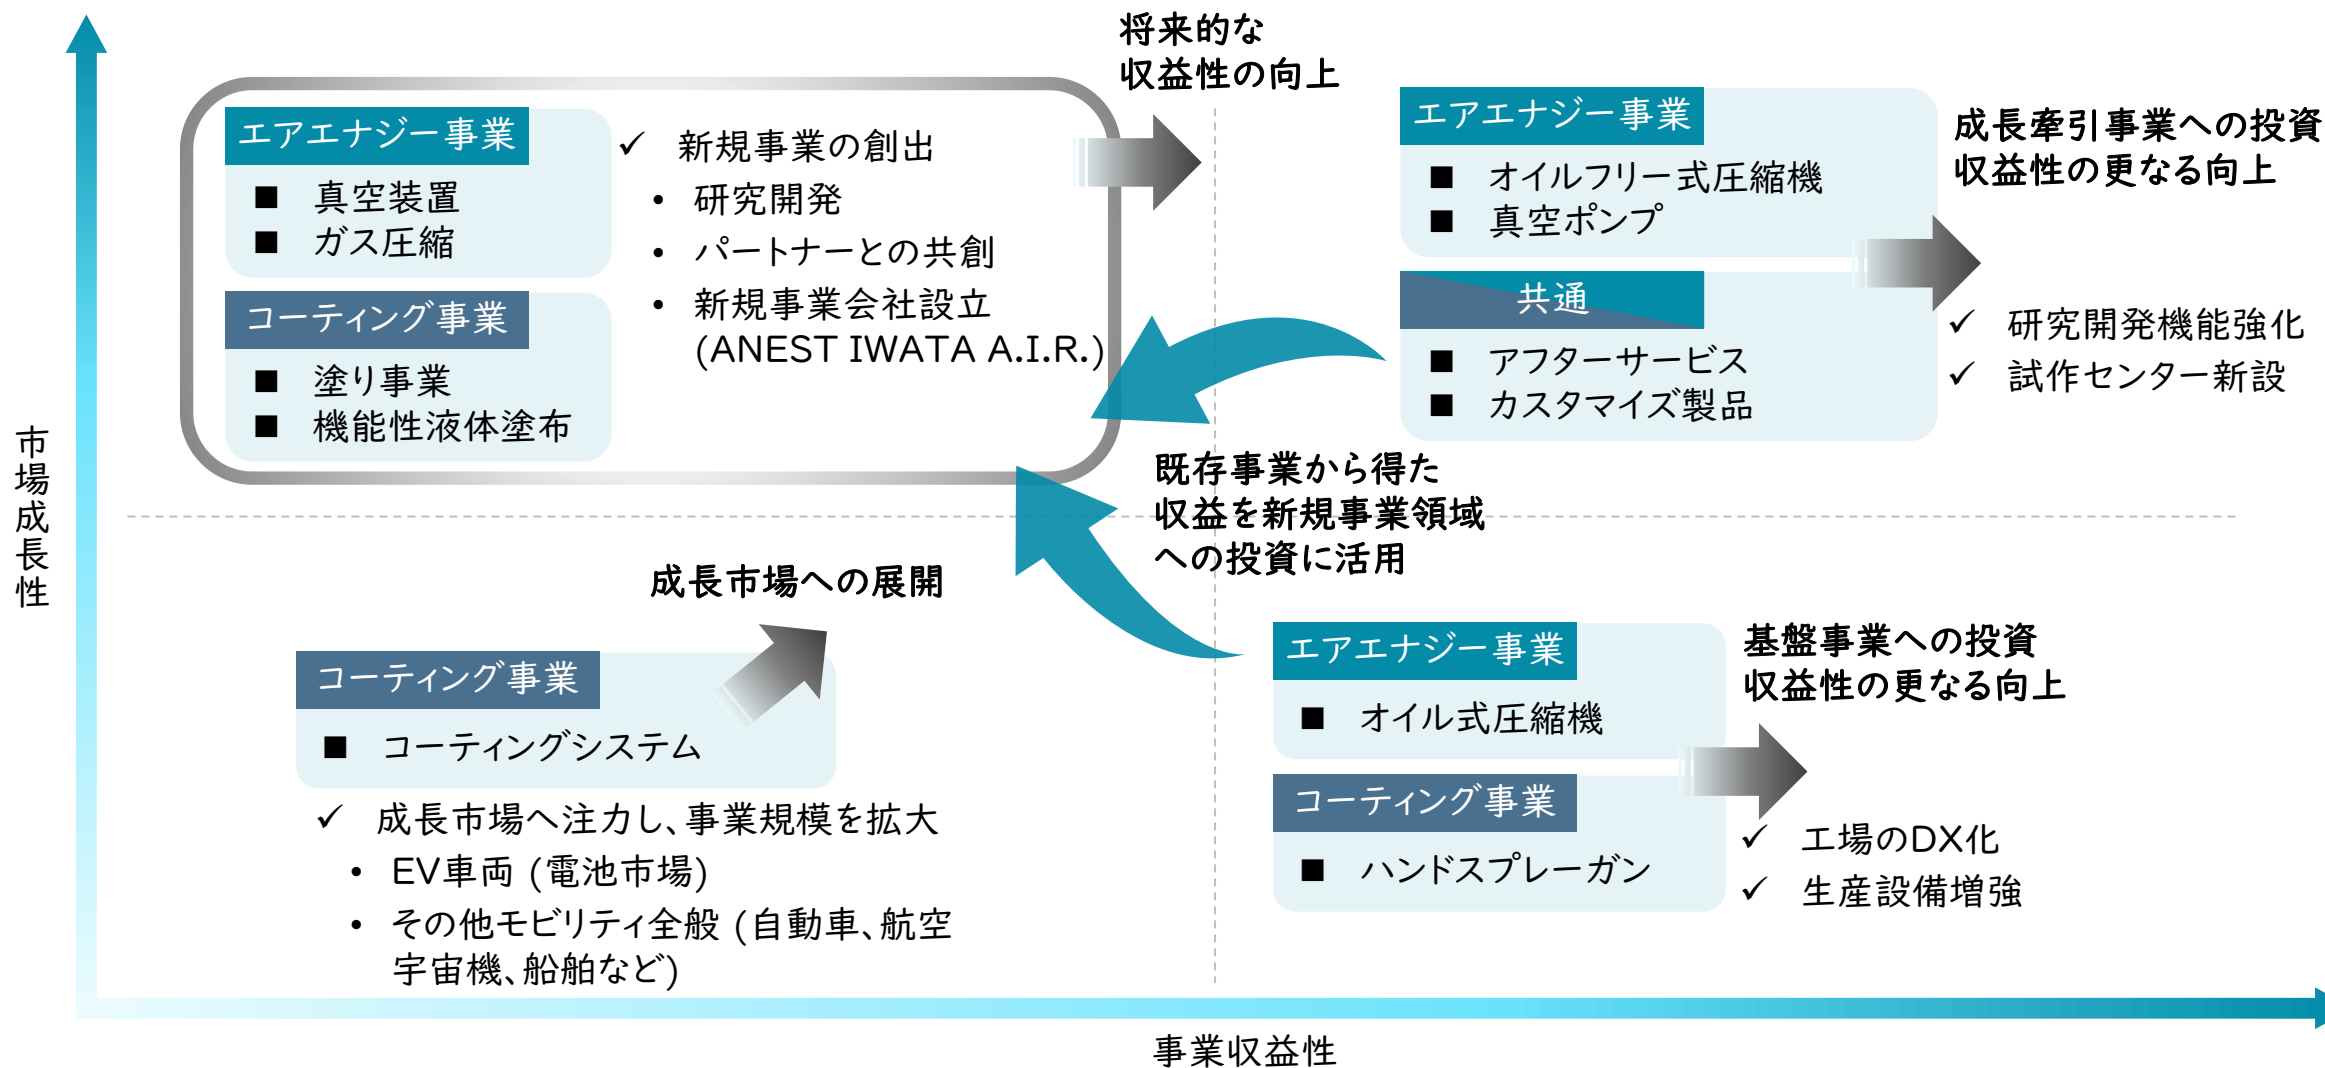 将来的な
収益性の向上
エアエナジー事業
■ 真空装置
■ ガス圧縮
コーティング事業
■ 塗り事業
■ 機能性液体塗布
✓ 新規事業の創出
• 研究開発
• パートナーとの共創
• 新規事業会社設立
(ANEST IWATA A.I.R.)
エアエナジー事業
■ オイルフリー式圧縮機
■ 真空ポンプ
共通
■ アフターサービス
■ カスタマイズ製品
成長牽引事業への投資
収益性の更なる向上
✓ 研究開発機能強化
✓ 試作センター新設
既存事業から得た
収益を新規事業領域
への投資に活用
市場成長性
成長市場への展開
コーティング事業
■ コーティングシステム
✓ 成長市場へ注力し、事業規模を拡大
• EV車両 (電池市場)
• その他モビリティ全般 (自動車、航空
宇宙機、船舶など)
エアエナジー事業
■ オイル式圧縮機
コーティング事業
■ ハンドスプレーガン
基盤事業への投資
収益性の更なる向上
✓ 工場のDX化
✓ 生産設備増強
事業収益性